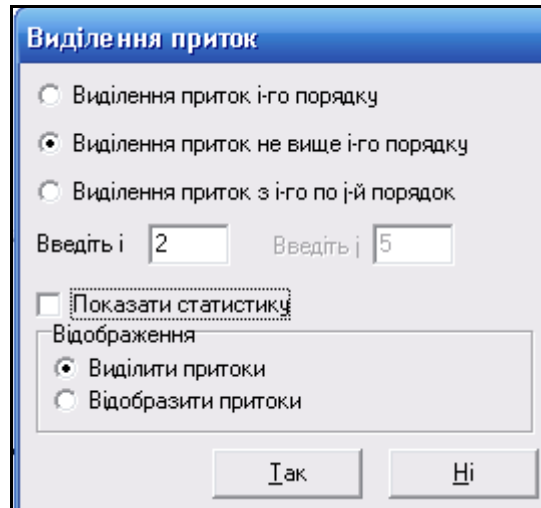 Виділення приток
Виділення приток і-го порядку
Виділення приток не вище і-го порядку
Виділення приток з і-го по j-й порядок
Введіть і 2 Введіть j 5
Показати статистику
Відображення
Виділити притоки
Відобразити притоки
Так Ні